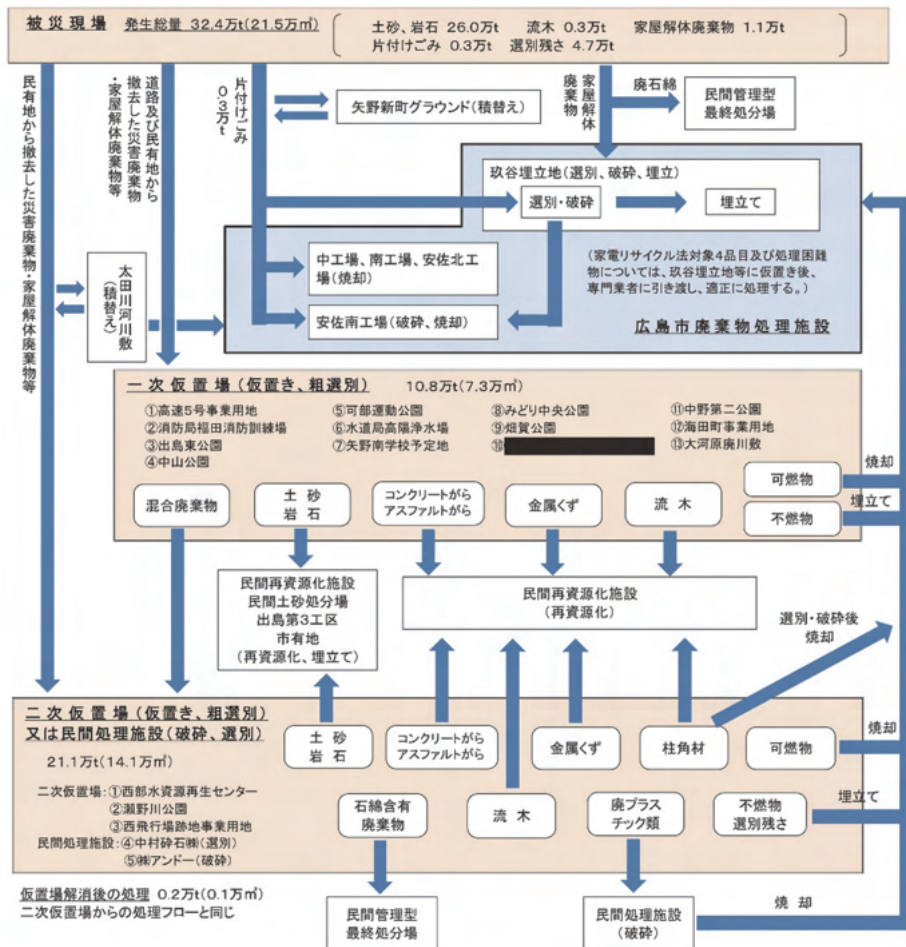 被災現場 発生総量 32.4万t(21.5万㎥)
土砂、岩石 26.0万t 流木 0.3万t 家屋解体廃棄物 1.1万t
片付けごみ 0.3万t 選別残さ 4.7万t
民有地から撤去した災害廃棄物・家屋解体廃棄物等
道路及び民有地から
撤去した災害廃棄物
・家屋解体廃棄物等
片付けごみ
0.3万t
矢野新町グラウンド(積替え)
家屋解体
廃棄物
廃石綿
民間管理型
最終処分場
玖谷埋立地(選別、破砕、埋立)
選別・破砕
埋立て
太田川河川敷
(積替え)
中工場、南工場、安佐北工
場(焼却)
安佐南工場(破砕、焼却)
(家電リサイクル法対象4品目及び処理困難
物については、玖谷埋立地等に仮置き後、
専門業者に引き渡し、適正に処理する。)
広島市廃棄物処理施設
一次仮置場(仮置き、粗選別) 10.8万t(7.3万㎥)
①高速5号事業用地
②消防局福田消防訓練場
③出島東公園
④中山公園
⑤可部運動公園
⑥水道局高陽浄水場
⑦矢野南学校予定地
⑧みどり中央公園
⑨畑賀公園
⑩
⑪中野第二公園
⑫海田町事業用地
⑬大河原廃川敷
混合廃棄物
土 砂
岩 石
コンクリートがら
アスファルトがら
金属くず
流 木
可燃物
不燃物
焼却
埋立て
民間再資源化施設
民間土砂処分場
出島第3工区
市有地
(再資源化、埋立て)
民間再資源化施設
(再資源化)
選別・破砕後
焼却
二次仮置場(仮置き、粗選別)
又は民間処理施設(破砕、選別)
21.1万t(14.1万㎥)
二次仮置場:①西部水資源再生センター
②瀬野川公園
③西飛行場跡地事業用地
民間処理施設:④中村砕石㈱(選別)
⑤㈱アンドー(破砕)
土 砂
岩 石
コンクリートがら
アスファルトがら
金属くず
柱角材
可燃物
焼却
石綿含有
廃棄物
流 木
廃プラス
チック類
不燃物
選別残さ
埋立て
仮置場解消後の処理 0.2万t(0.1万㎥)
二次仮置場からの処理フローと同じ
民間管理型
最終処分場
民間処理施設
(破砕)
焼 却